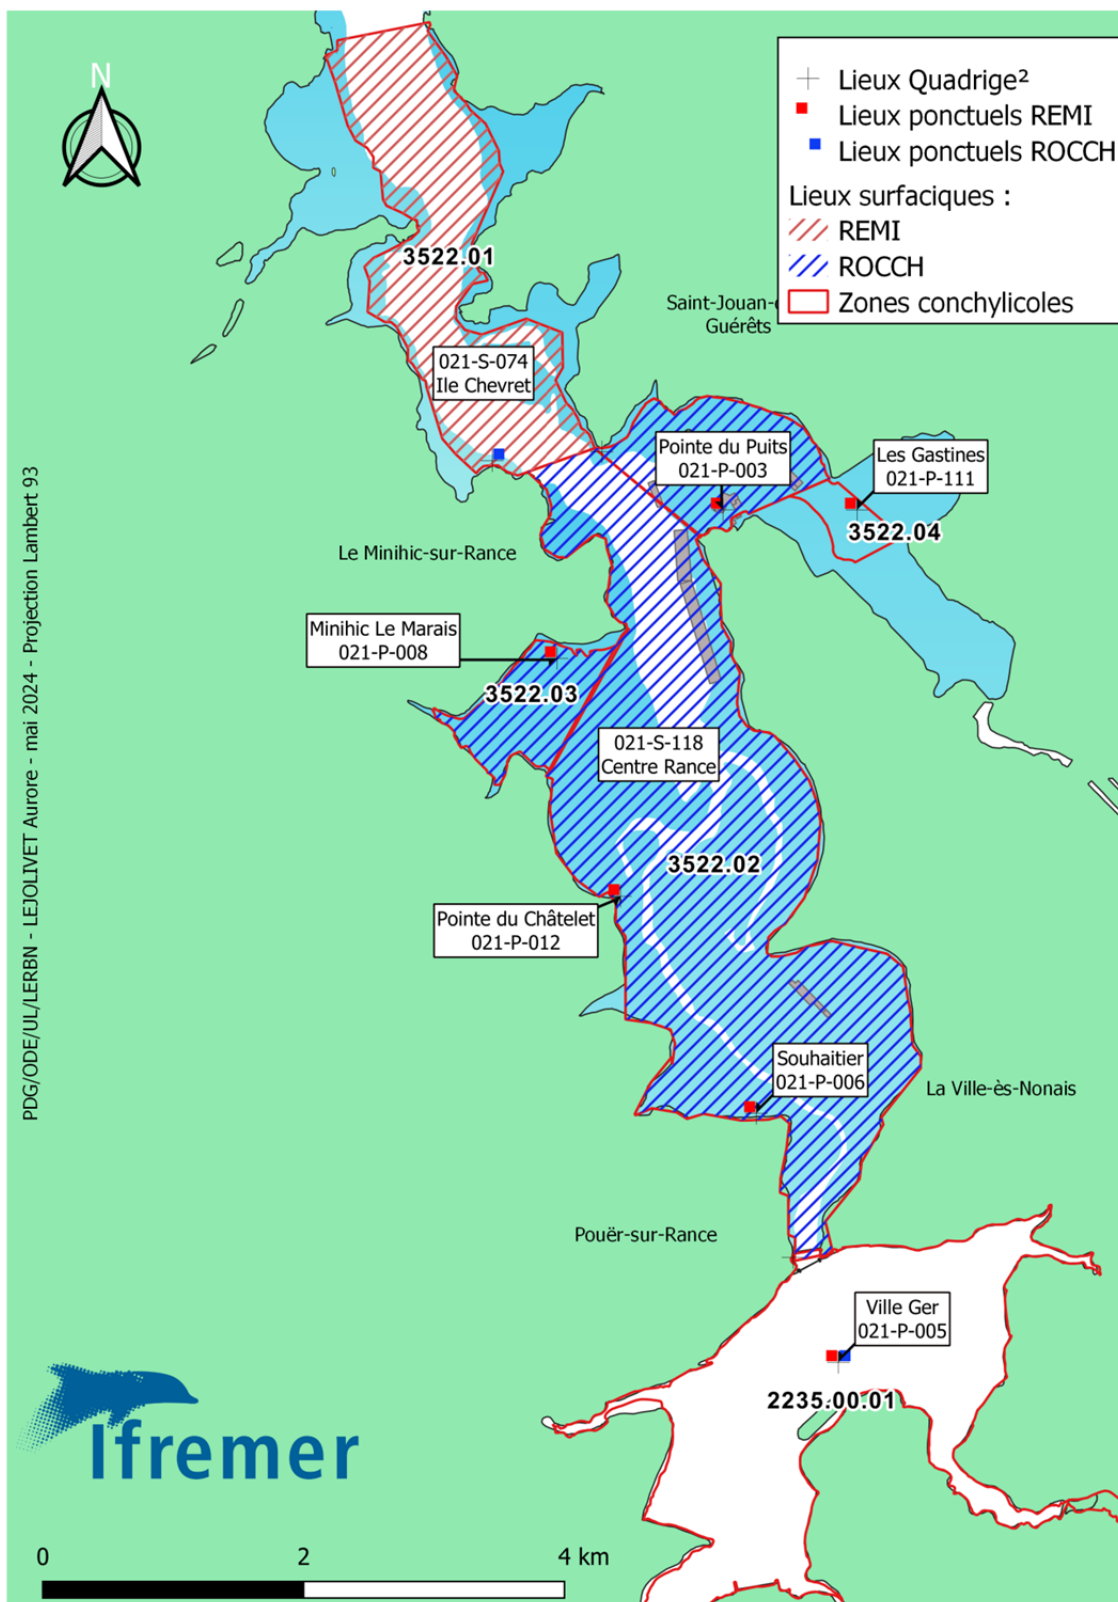 N
Lieux Quadrige²
Lieux ponctuels REMI
Lieux ponctuels ROCCH
Lieux surfaciques :
REMI
ROCCH
Zones conchylicoles
3522.01
Saint-Jouan-
Guérêts
021-S-074
Ile Chevret
Pointe du Puits
021-P-003
Les Gastines
021-P-111
3522.04
Le Minihic-sur-Rance
Minihic Le Marais
021-P-008
3522.03
021-S-118
Centre Rance
3522.02
Pointe du Châtelet
021-P-012
Souhaitier
021-P-006
La Ville-ès-Nonais
Pouër-sur-Rance
Ville Ger
021-P-005
2235.00.01
PDG/ODE/UL/LERBN - LEJOLIVET Aurore - mai 2024 - Projection Lambert 93
Ifremer
0 2 4 km